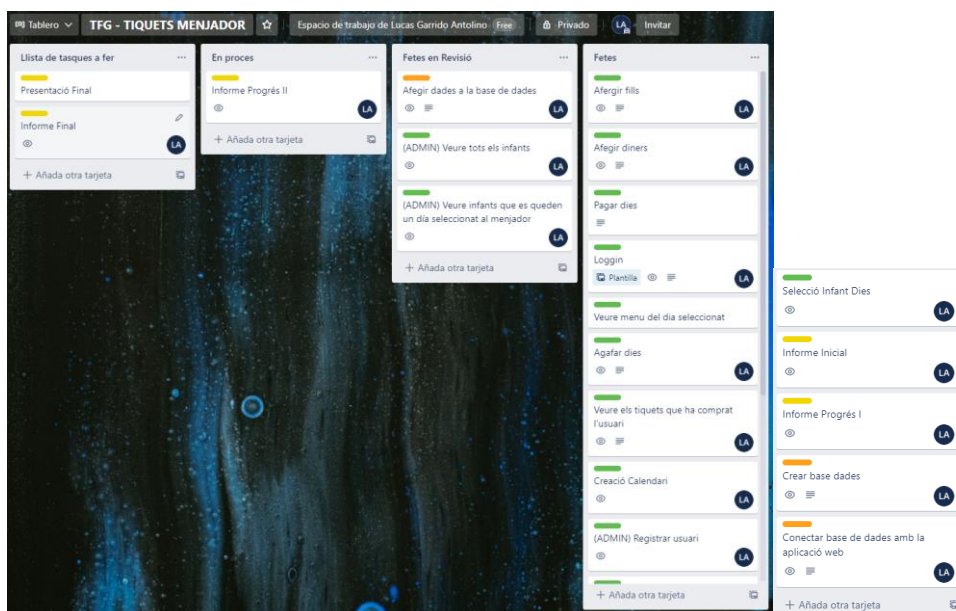 Tablero
TFG - TIQUETS MENJADOR
Espacio de trabajo de Lucas Garrido Antolino Free
Privado
LA
Invitar
Llista de tasques a fer
Presentació Final
Informe Final
LA
+ Añada otra tarjeta
En proces
Informe Progrés II
LA
+ Añada otra tarjeta
Fetes en Revisió
Afegir dades a la base de dades
LA
(ADMIN) Veure tots els infants
LA
(ADMIN) Veure infants que es queden
un día seleccionat al menjador
LA
+ Añada otra tarjeta
Fetes
Afergir fills
LA
Afegir diners
LA
Pagar dies
Loggin
Plantilla
LA
Veure menu del dia seleccionat
Agafar dies
LA
Veure els tiquets que ha comprat
l'usuari
LA
Creació Calendari
LA
(ADMIN) Registrar usuari
LA
+ Añada otra tarjeta
Selecció Infant Dies
LA
Informe Inicial
LA
Informe Progrés I
LA
Crear base dades
LA
Conectar base de dades amb la
aplicació web
LA
+ Añada otra tarjeta